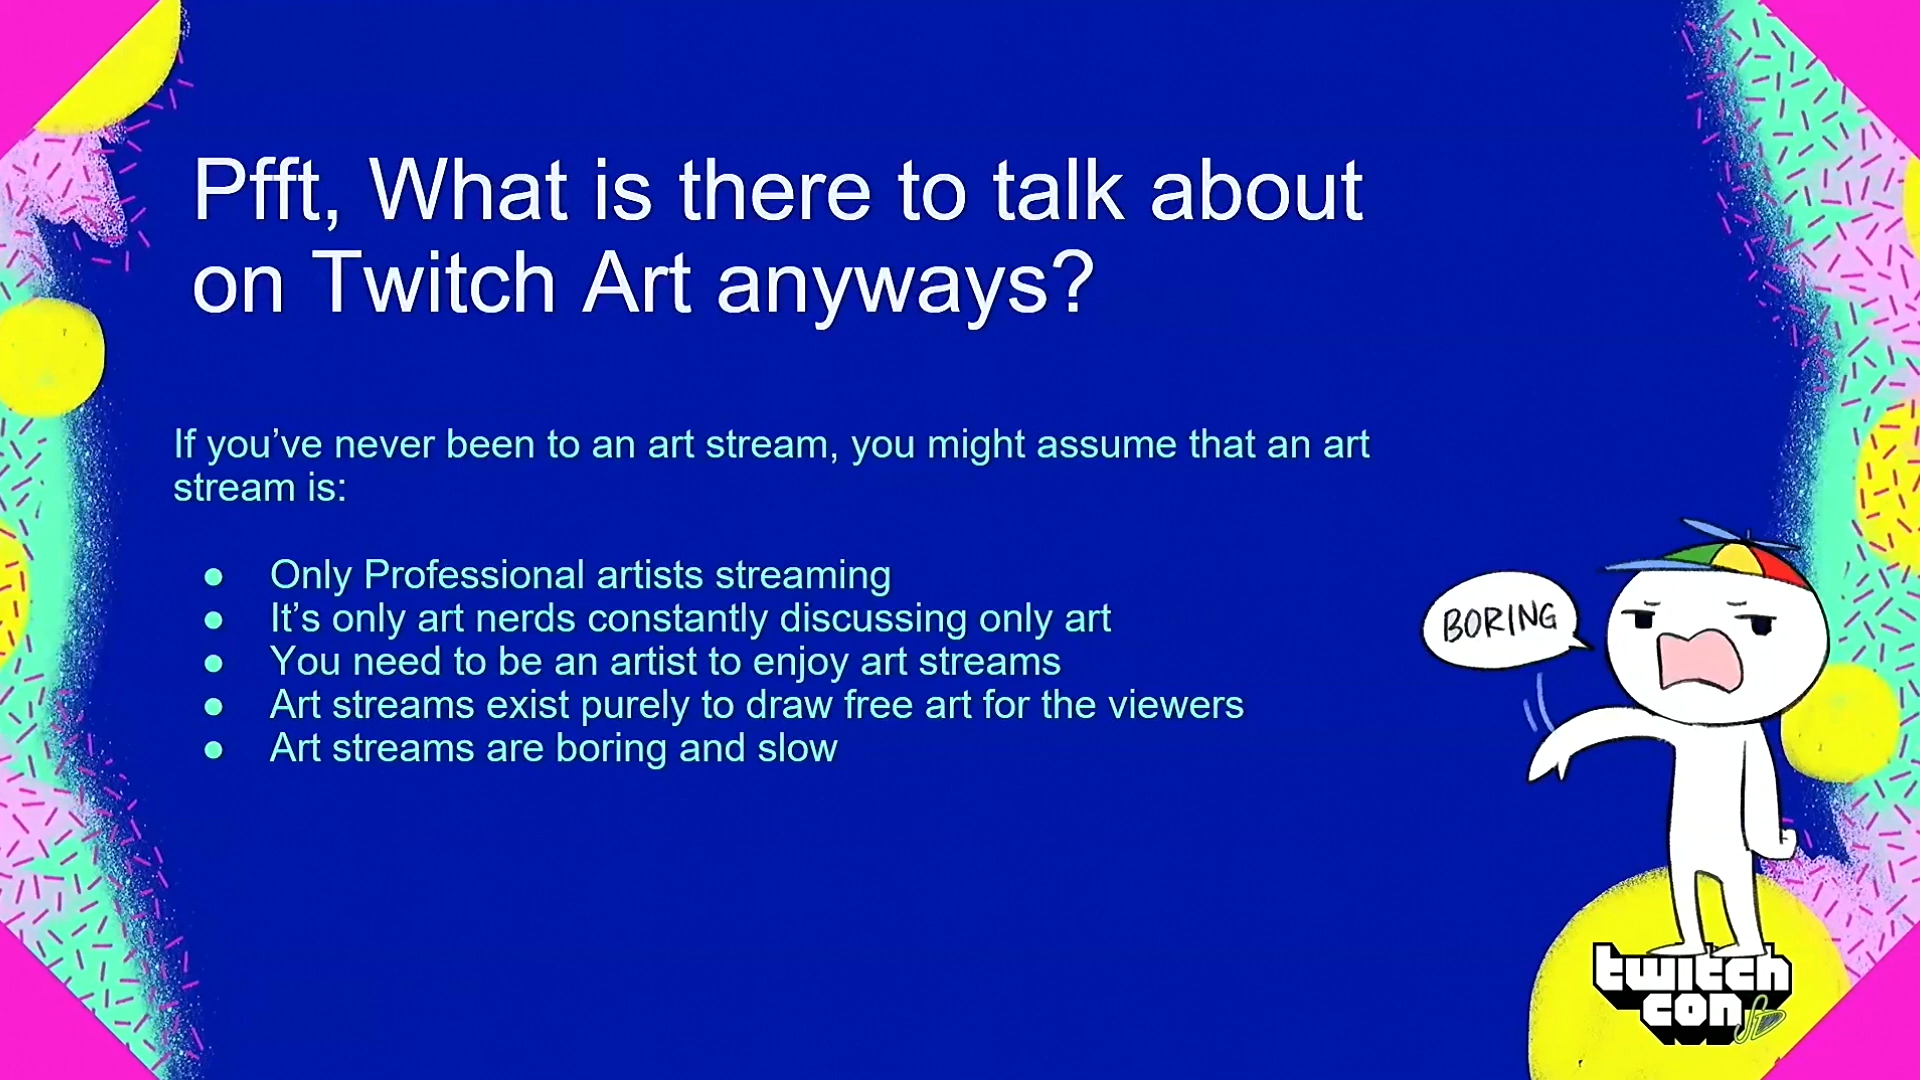 Pfft, What is there to talk about
on Twitch Art anyways?
If you’ve never been to an art stream, you might assume that an art
stream is:
● Only Professional artists streaming
● It’s only art nerds constantly discussing only art
● You need to be an artist to enjoy art streams
● Art streams exist purely to draw free art for the viewers
● Art streams are boring and slow
BORING
twitch
con